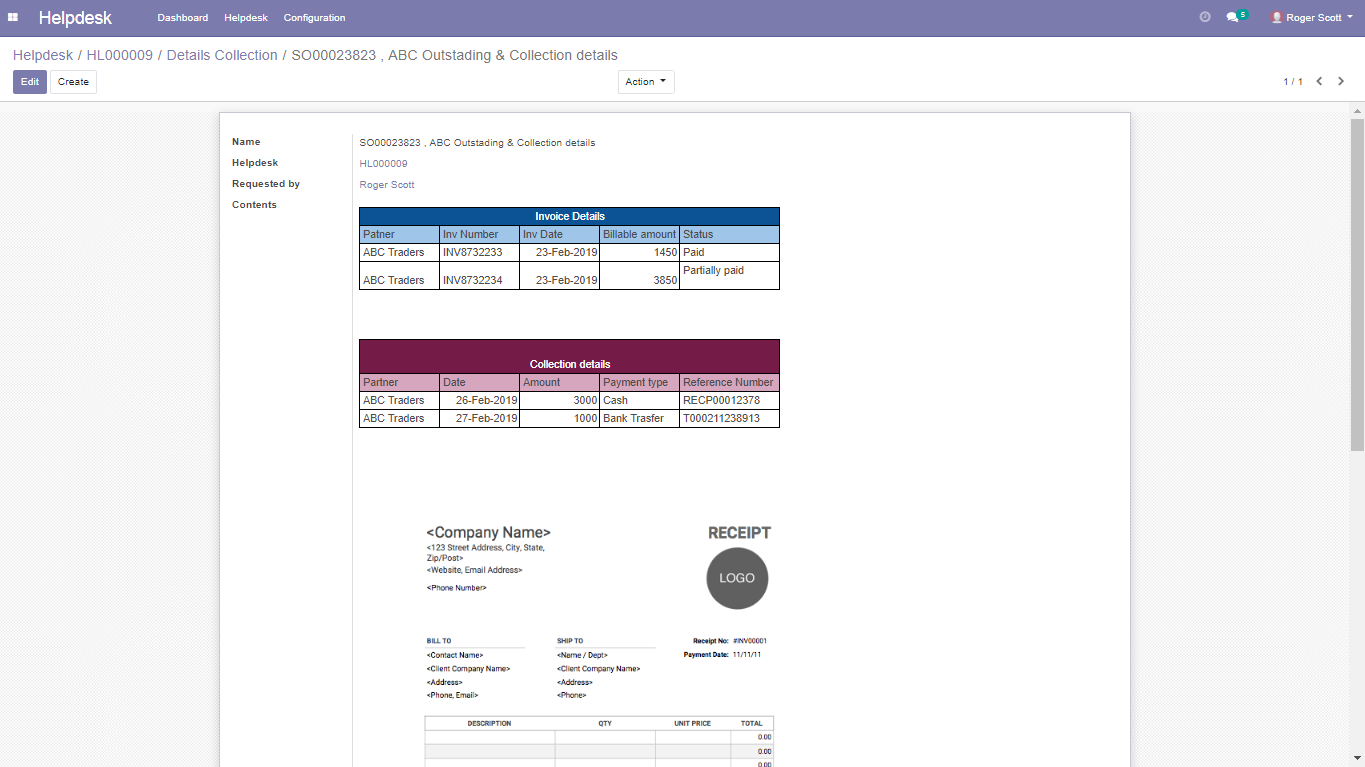 Helpdesk Dashboard Helpdesk Configuration 5 Roger Scott
Helpdesk / HL000009 / Details Collection / SO00023823 , ABC Outstading & Collection details
Edit Create Action 1 / 1
Name SO00023823 , ABC Outstading & Collection details
Helpdesk HL000009
Requested by Roger Scott
Contents
Invoice Details
Patner Inv Number Inv Date Billable amount Status
ABC Traders INV8732233 23-Feb-2019 1450 Paid
ABC Traders INV8732234 23-Feb-2019 3850 Partially paid
Collection details
Partner Date Amount Payment type Reference Number
ABC Traders 26-Feb-2019 3000 Cash RECP00012378
ABC Traders 27-Feb-2019 1000 Bank Trasfer T000211238913
<Company Name> RECEIPT
<123 Street Address, City, State,
Zip/Post>
<Website, Email Address>
LOGO
<Phone Number>
BILL TO SHIP TO Receipt No: #INV00001
<Contact Name> <Name / Dept> Payment Date: 11/11/11
<Client Company Name> <Client Company Name>
<Address> <Address>
<Phone, Email> <Phone>
DESCRIPTION QTY UNIT PRICE TOTAL
0.00
0.00
0.00